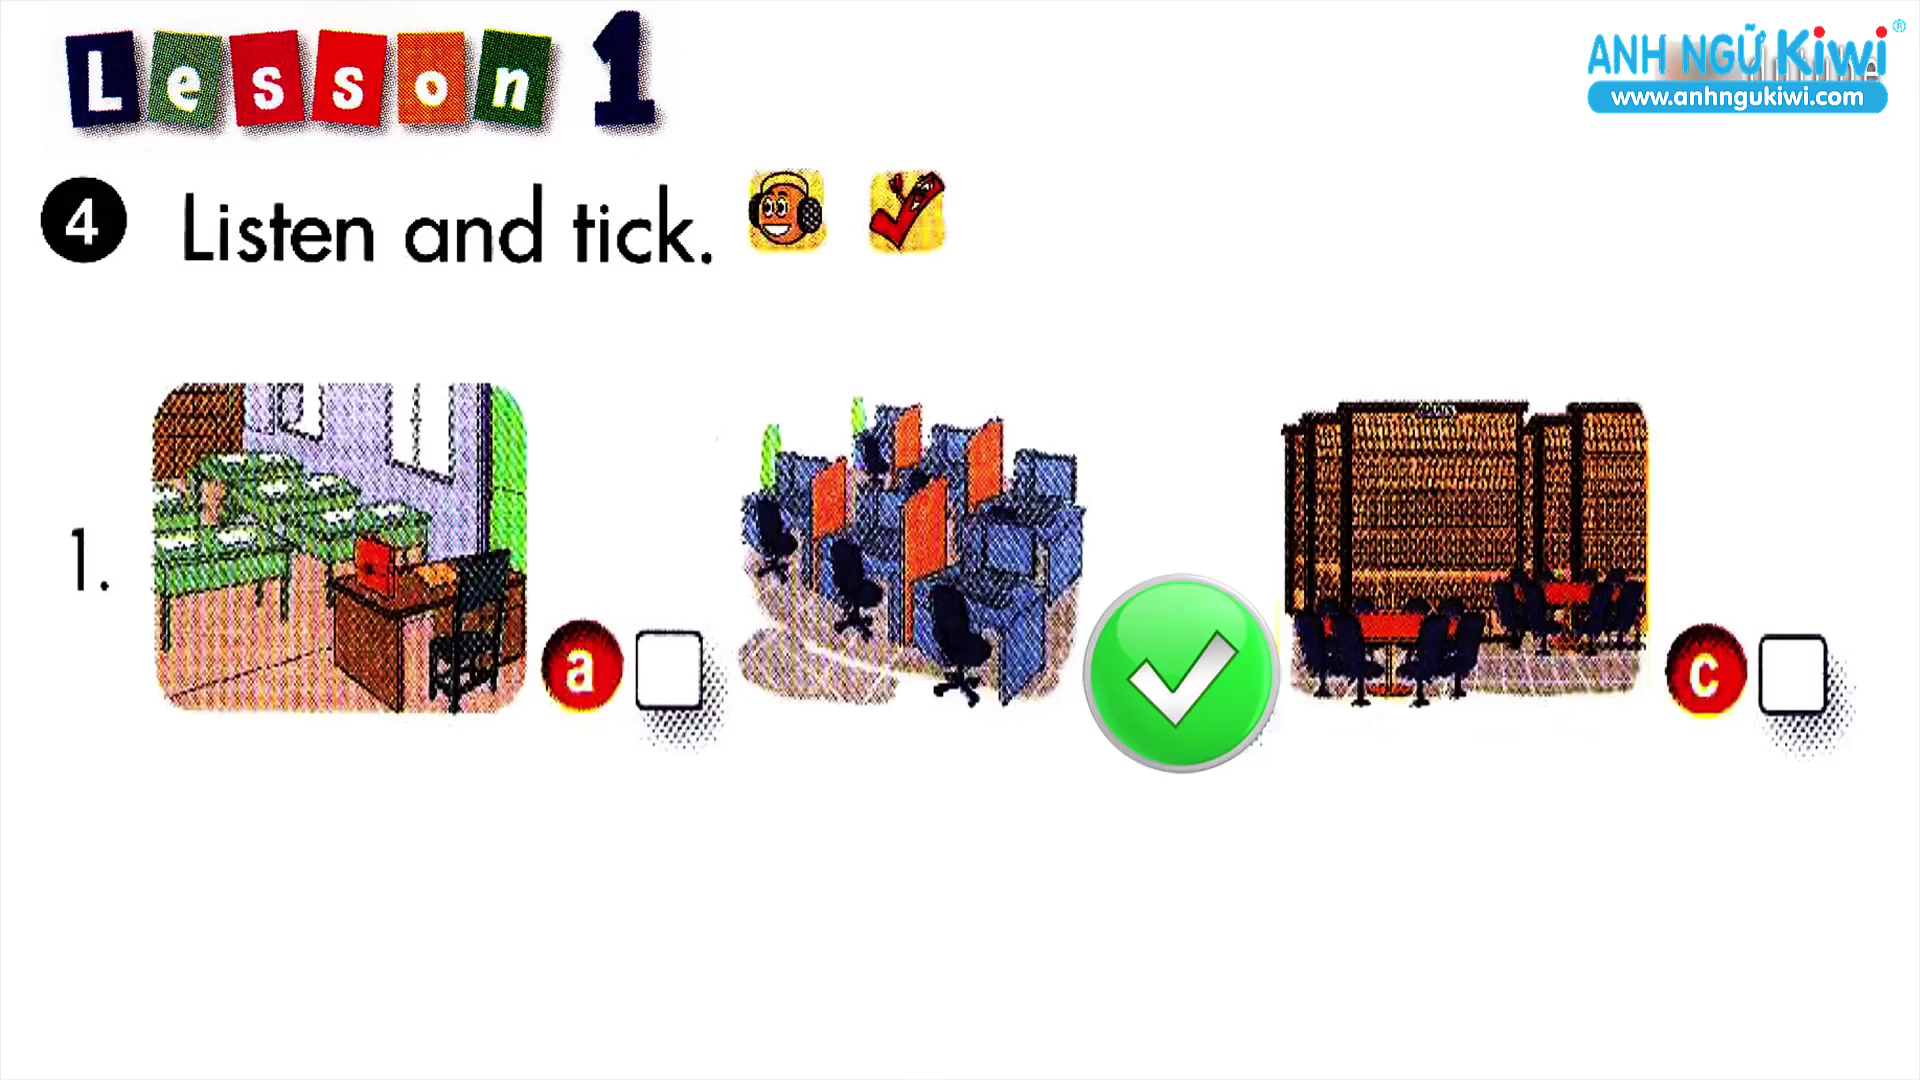 Lesson 1
ANH NGỮ Kiwi®
www.anhngukiwi.com
4 Listen and tick.
1.
a
c